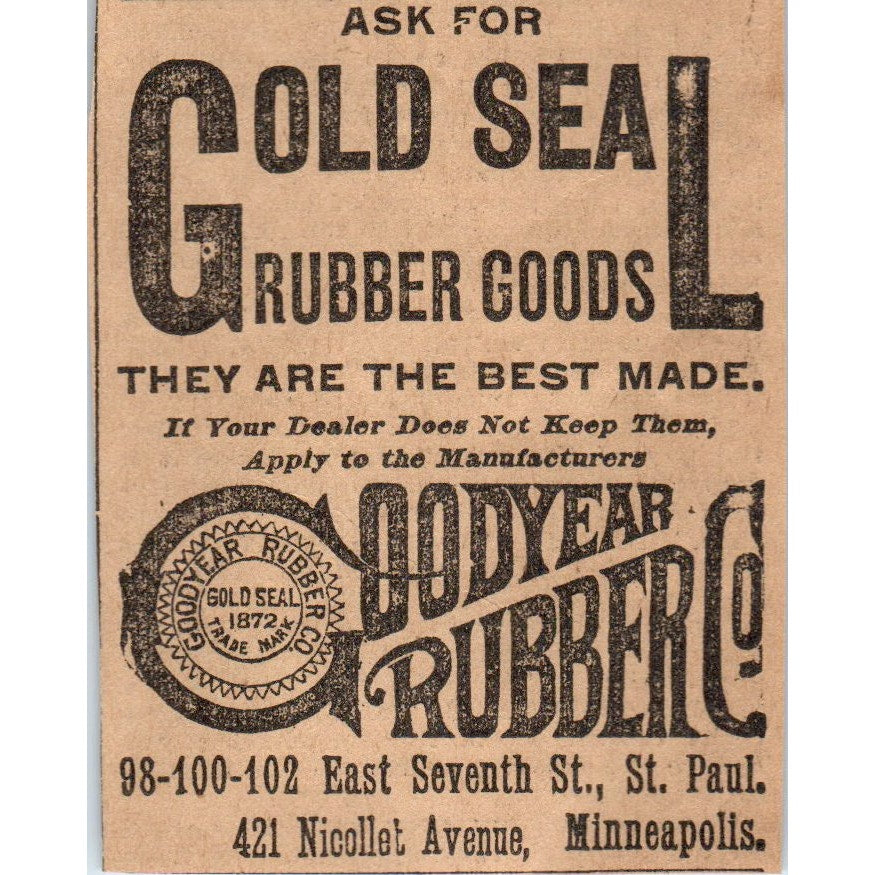 ASK FOR
GOLD SEAL
RUBBER GOODS
THEY ARE THE BEST MADE.
If Your Dealer Does Not Keep Them,
Apply to the Manufacturers
GOODYEAR
RUBBER CO.
GOODYEAR RUBBER CO.
GOLD SEAL
1872
TRADE MARK
98-100-102 East Seventh St., St. Paul.
421 Nicollet Avenue, Minneapolis.